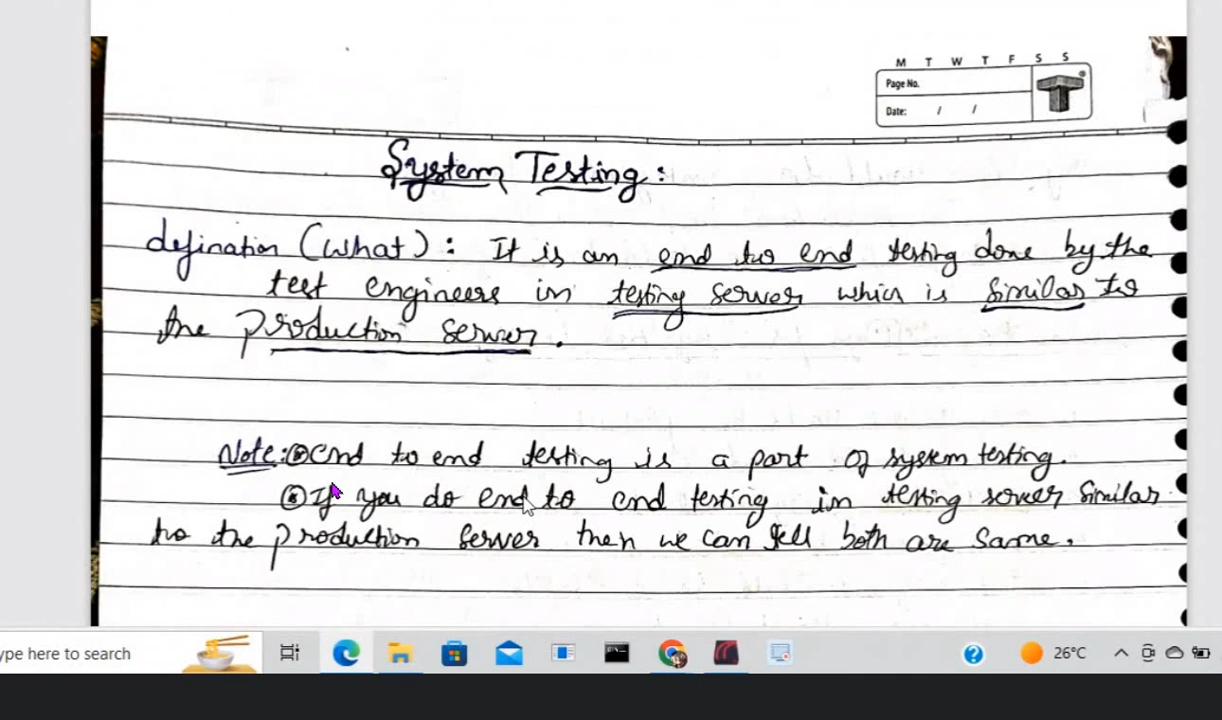 M T W T F S S
Page No.
Date: / /
System Testing:
defination (what): It is an end to end testing done by the
test engineers in testing server which is similar to
the production server.
Note: end to end testing is a part of system testing.
If you do end to end testing in testing server similar
to the production server then we can tell both are same.
ype here to search
26°C